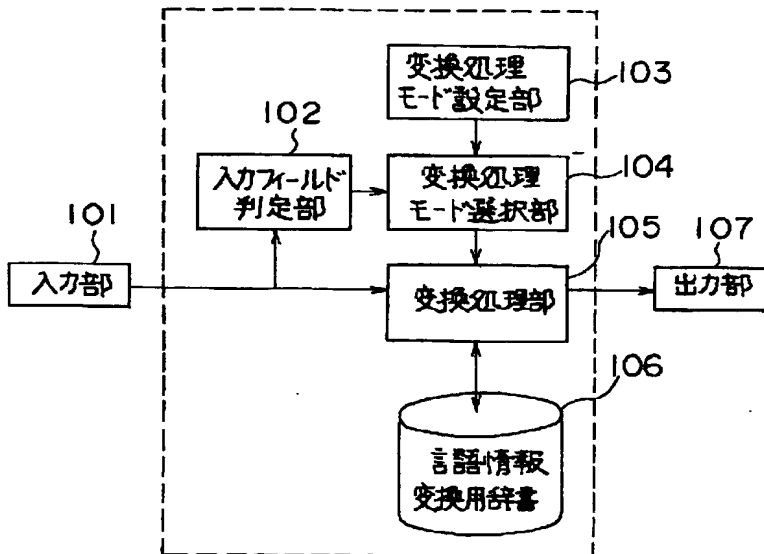 変換処理
モード設定部
103
102
入力フィールド
判定部
変換処理
モード選択部
104
101
入力部
105
変換処理部
107
出力部
106
言語情報
変換用辞書